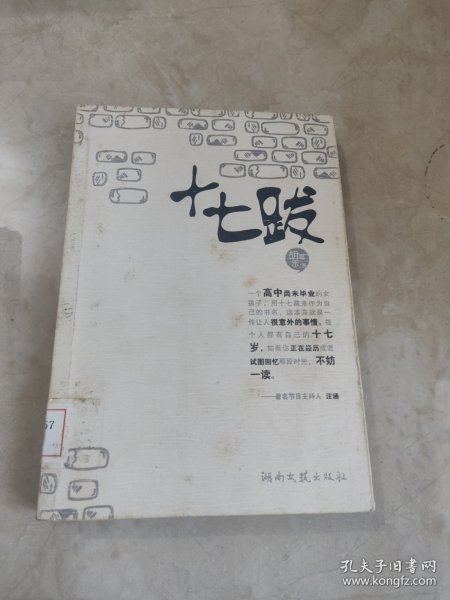 十七跋
一个高中尚未毕业的女
孩子，用十七跋来作为自
己的书名，这本身就是一
件让人很意外的事情。每
个人都有自己的十七
岁，如果你正在经历或者
试图回忆那段时光，不妨
一读。
——著名节目主持人 汪涵
湖南文艺出版社
57
孔夫子旧书网
www.kongfz.com